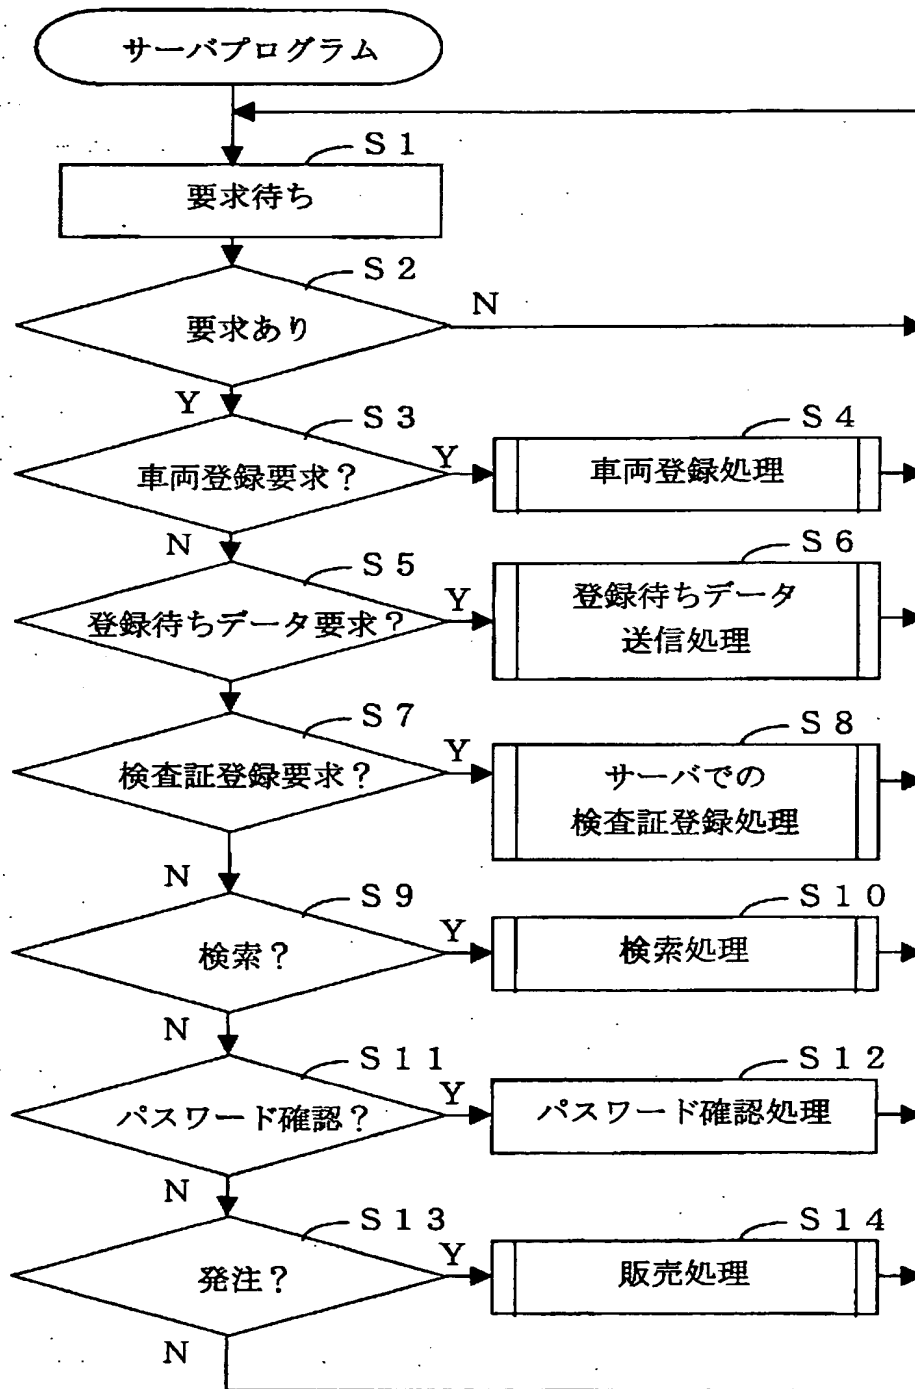 サーバプログラム
S1
要求待ち
S2
要求あり
N
Y
S3
車両登録要求?
Y
S4
車両登録処理
N
S5
登録待ちデータ要求?
Y
S6
登録待ちデータ
送信処理
S7
検査証登録要求?
Y
S8
サーバでの
検査証登録処理
N
S9
検索?
Y
S10
検索処理
N
S11
パスワード確認?
Y
S12
パスワード確認処理
N
S13
発注?
Y
S14
販売処理
N